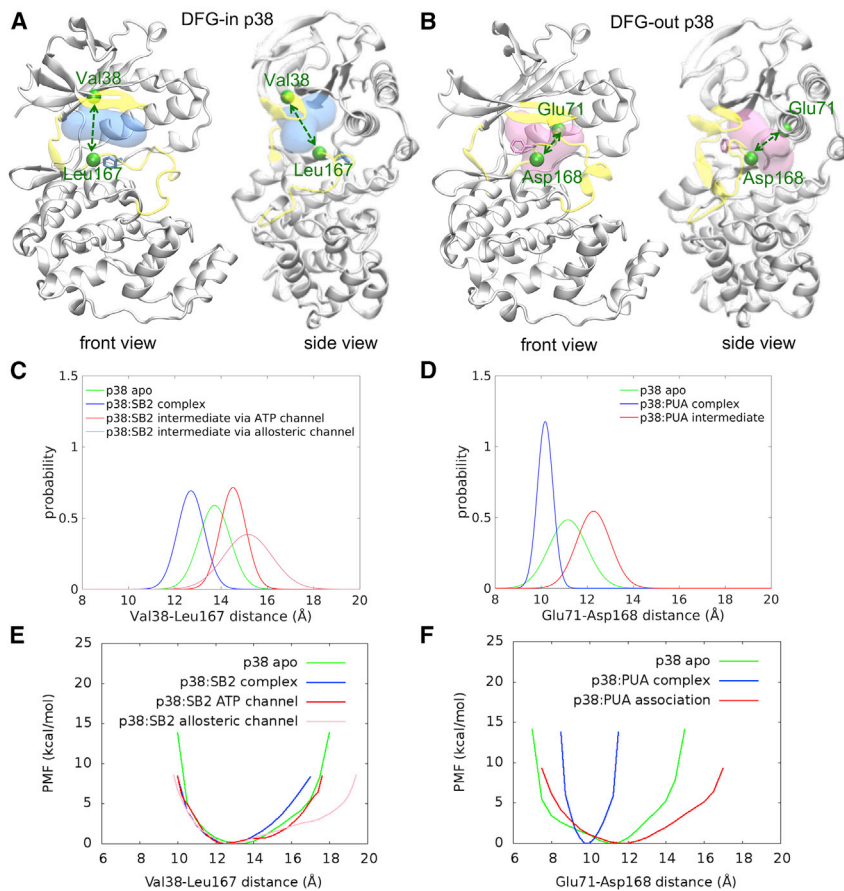 A
DFG-in p38
Val38
Leu167
front view
Val38
Leu167
side view
B
DFG-out p38
Glu71
Asp168
front view
Glu71
Asp168
side view
C
probability
1.5
1
0.5
0
p38 apo
p38:SB2 complex
p38:SB2 intermediate via ATP channel
p38:SB2 intermediate via allosteric channel
8 10 12 14 16 18 20
Val38-Leu167 distance (Å)
D
probability
1.5
1
0.5
0
p38 apo
p38:PUA complex
p38:PUA intermediate
8 10 12 14 16 18 20
Glu71-Asp168 distance (Å)
E
PMF (kcal/mol)
25
20
15
10
5
0
p38 apo
p38:SB2 complex
p38:SB2 ATP channel
p38:SB2 allosteric channel
6 8 10 12 14 16 18 20
Val38-Leu167 distance (Å)
F
PMF (kcal/mol)
25
20
15
10
5
0
p38 apo
p38:PUA complex
p38:PUA association
6 8 10 12 14 16 18 20
Glu71-Asp168 distance (Å)